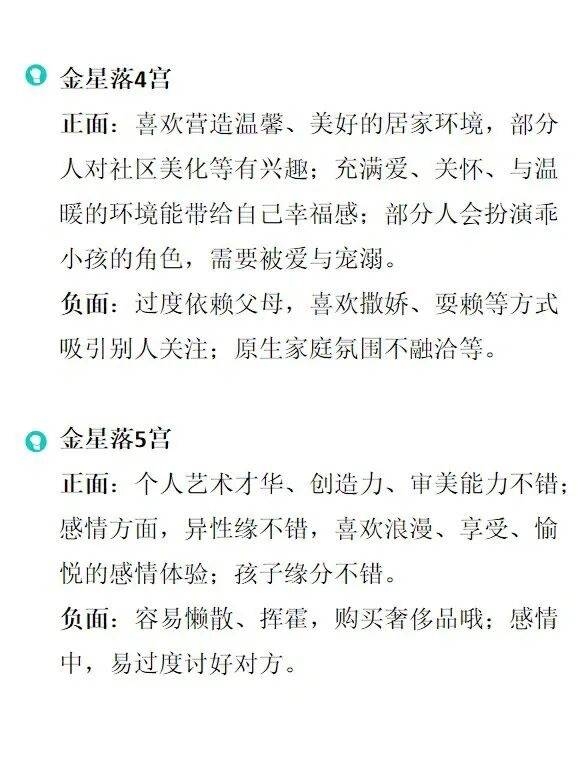 金星落4宫
正面：喜欢营造温馨、美好的居家环境，部分
人对社区美化等有兴趣；充满爱、关怀、与温
暖的环境能带给自己幸福感；部分人会扮演乖
小孩的角色，需要被爱与宠溺。
负面：过度依赖父母，喜欢撒娇、耍赖等方式
吸引别人关注；原生家庭氛围不融洽等。
金星落5宫
正面：个人艺术才华、创造力、审美能力不错；
感情方面，异性缘不错，喜欢浪漫、享受、愉
悦的感情体验；孩子缘分不错。
负面：容易懒散、挥霍，购买奢侈品哦；感情
中，易过度讨好对方。